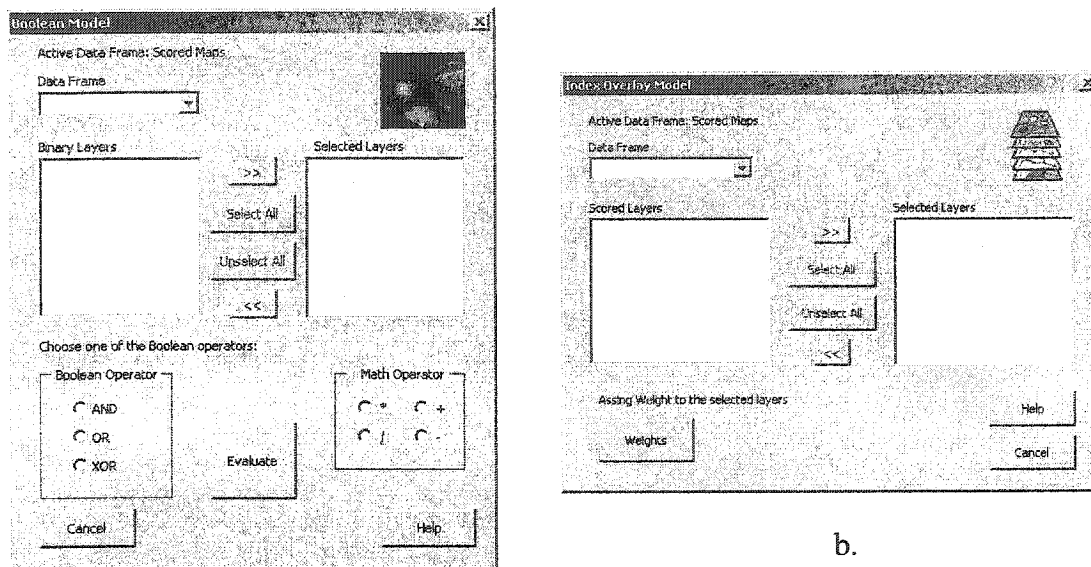 Boolean Model
Active Data Frame: Scored Maps
Data Frame
Binary Layers
Selected Layers
>>
Select All
Unselect All
<<
Choose one of the Boolean operators:
Boolean Operator
AND
OR
XOR
Evaluate
Math Operator
* +
/ -
Cancel
Help
Index Overlay Model
Active Data Frame: Scored Maps
Data Frame
Scored Layers
Selected Layers
>>
Select All
Unselect All
<<
Assing Weight to the selected layers
Weights
Help
Cancel
b.